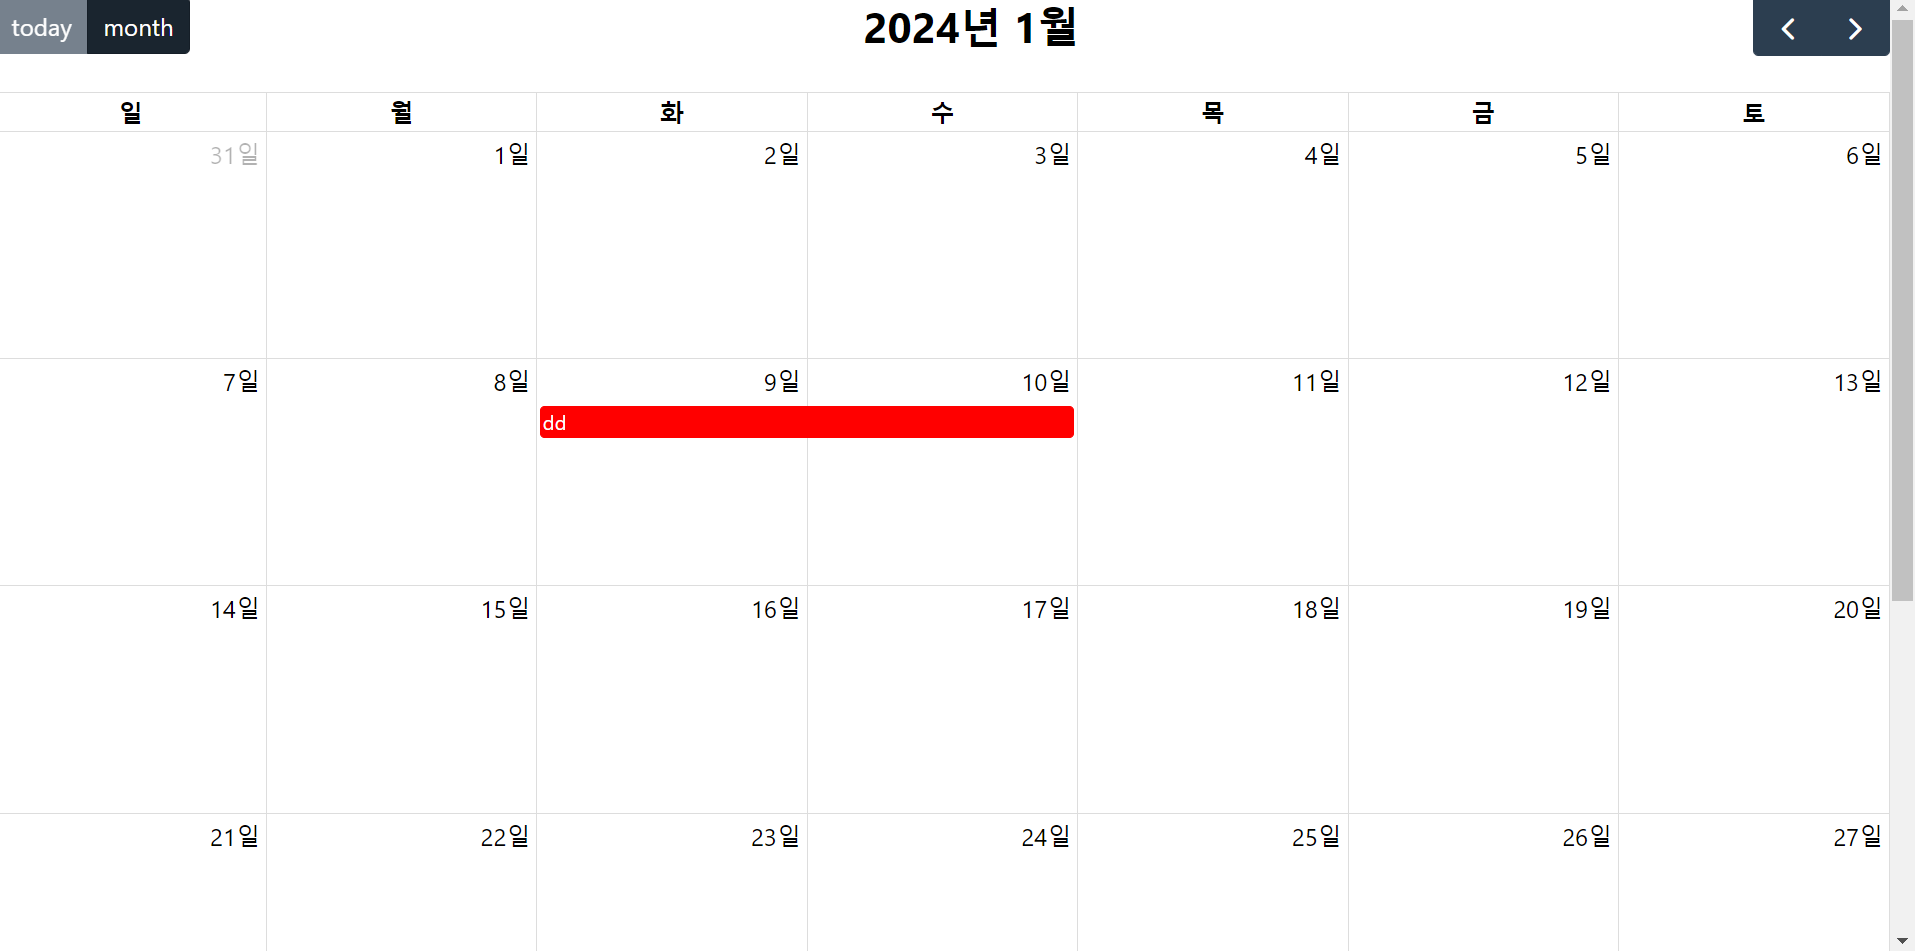 today month 2024년 1월
일 월 화 수 목 금 토
31일 1일 2일 3일 4일 5일 6일
7일 8일 9일 10일 11일 12일 13일
dd
14일 15일 16일 17일 18일 19일 20일
21일 22일 23일 24일 25일 26일 27일